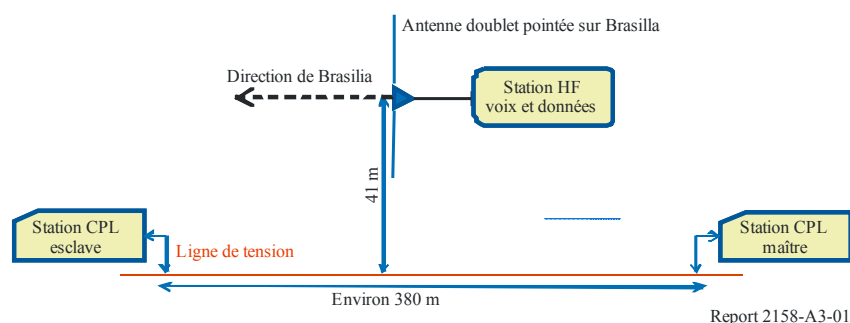 Antenne doublet pointée sur Brasilla
Direction de Brasilia
Station HF
voix et données
41 m
Station CPL
esclave
Ligne de tension
Station CPL
maître
Environ 380 m
Report 2158-A3-01